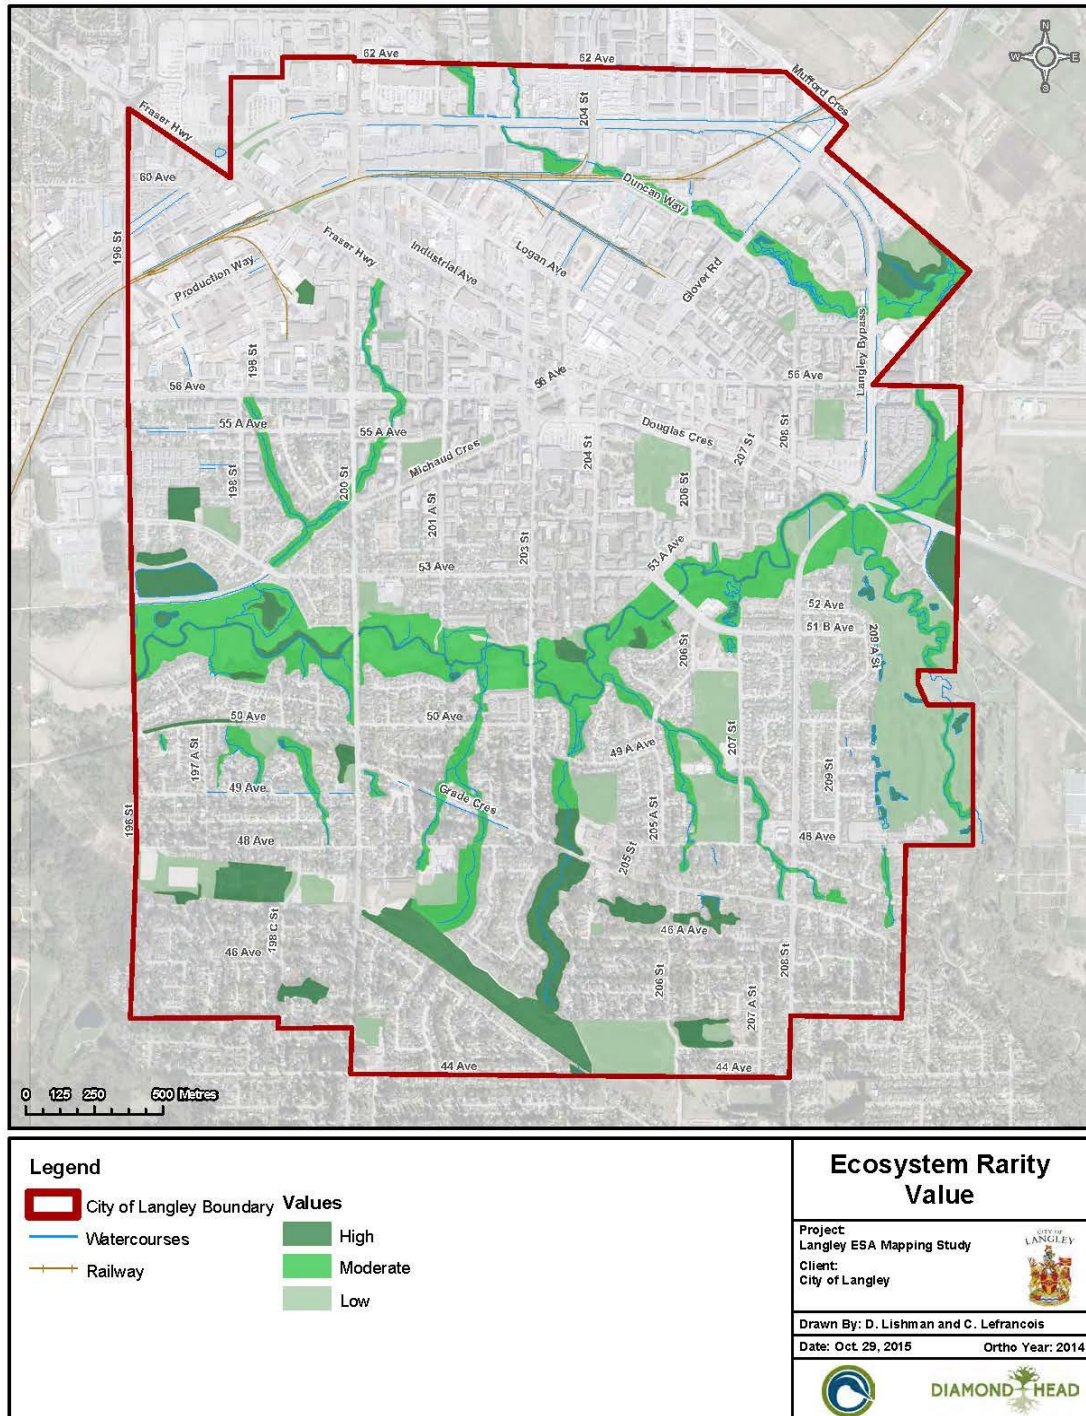 62 Ave
62 Ave
N
W
E
S
Mufford Cres
Fraser Hwy
204 St
60 Ave
Duncan Way
196 St
Fraser Hwy
Industrial Ave
Logan Ave
Production Way
Glover Rd
Langley Bypass
198 St
56 Ave
56 Ave
56 Ave
55 A Ave
55 A Ave
Michaud Cres
Douglas Cres
207 St
208 St
204 St
198 St
200 St
201 A St
206 St
203 St
53 A Ave
53 Ave
52 Ave
51 B Ave
206 St
209 A St
50 Ave
50 Ave
49 A Ave
207 St
197 A St
209 St
49 Ave
Grade Cres
196 St
48 Ave
205 A St
205 St
48 Ave
198 C St
46 A Ave
46 Ave
206 St
208 St
207 A St
44 Ave
44 Ave
0 125 250 500 Metres
Legend
City of Langley Boundary
Watercourses
Railway
Values
High
Moderate
Low
Ecosystem Rarity
Value
Project:
Langley ESA Mapping Study
Client:
City of Langley
CITY OF
LANGLEY
Drawn By: D. Lishman and C. Lefrancois
Date: Oct. 29, 2015 Ortho Year: 2014
DIAMOND HEAD